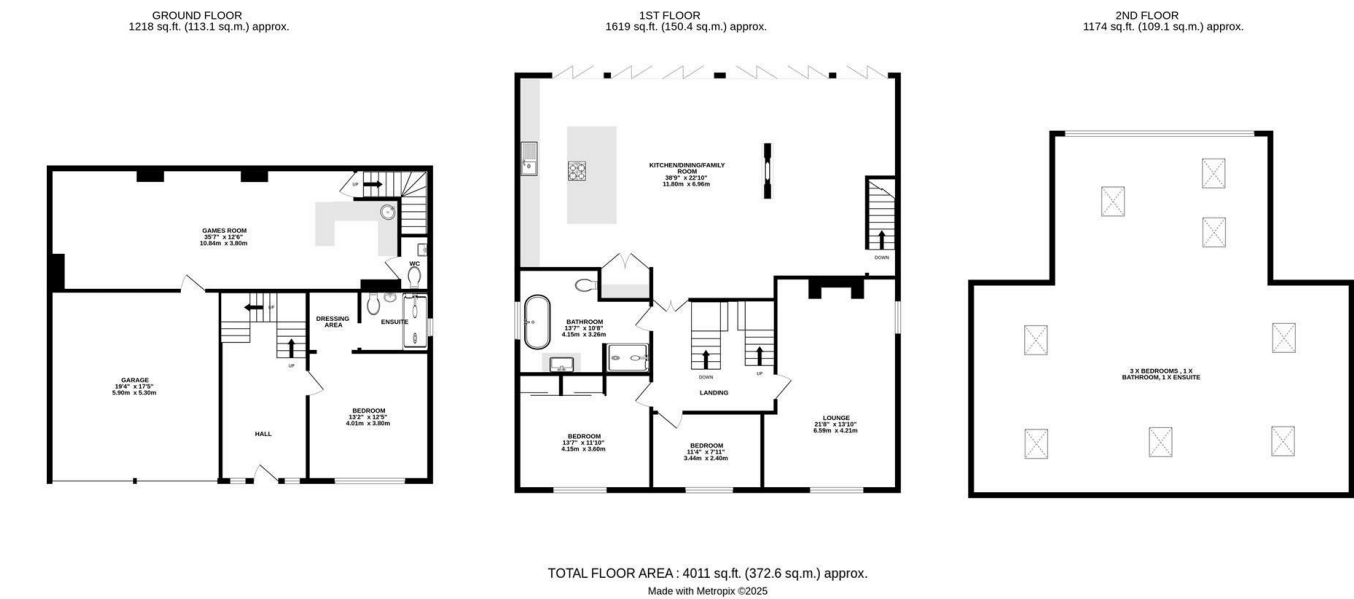 GROUND FLOOR
1218 sq.ft. (113.1 sq.m.) approx.
GAMES ROOM
35'7" x 12'6"
10.84m x 3.80m
UP
WC
UP
DRESSING
AREA
ENSUITE
UP
GARAGE
19'4" x 17'5"
5.90m x 5.30m
BEDROOM
13'2" x 12'5"
4.01m x 3.80m
HALL
1ST FLOOR
1619 sq.ft. (150.4 sq.m.) approx.
KITCHEN/DINING/FAMILY
ROOM
38'9" x 22'10"
11.80m x 6.96m
DOWN
BATHROOM
13'7" x 10'8"
4.15m x 3.26m
DOWN
UP
LANDING
LOUNGE
21'8" x 13'10"
6.59m x 4.21m
BEDROOM
13'7" x 11'10"
4.15m x 3.60m
BEDROOM
11'4" x 7'11"
3.44m x 2.40m
2ND FLOOR
1174 sq.ft. (109.1 sq.m.) approx.
3 X BEDROOMS , 1 X
BATHROOM, 1 X ENSUITE
TOTAL FLOOR AREA : 4011 sq.ft. (372.6 sq.m.) approx.
Made with Metropix ©2025